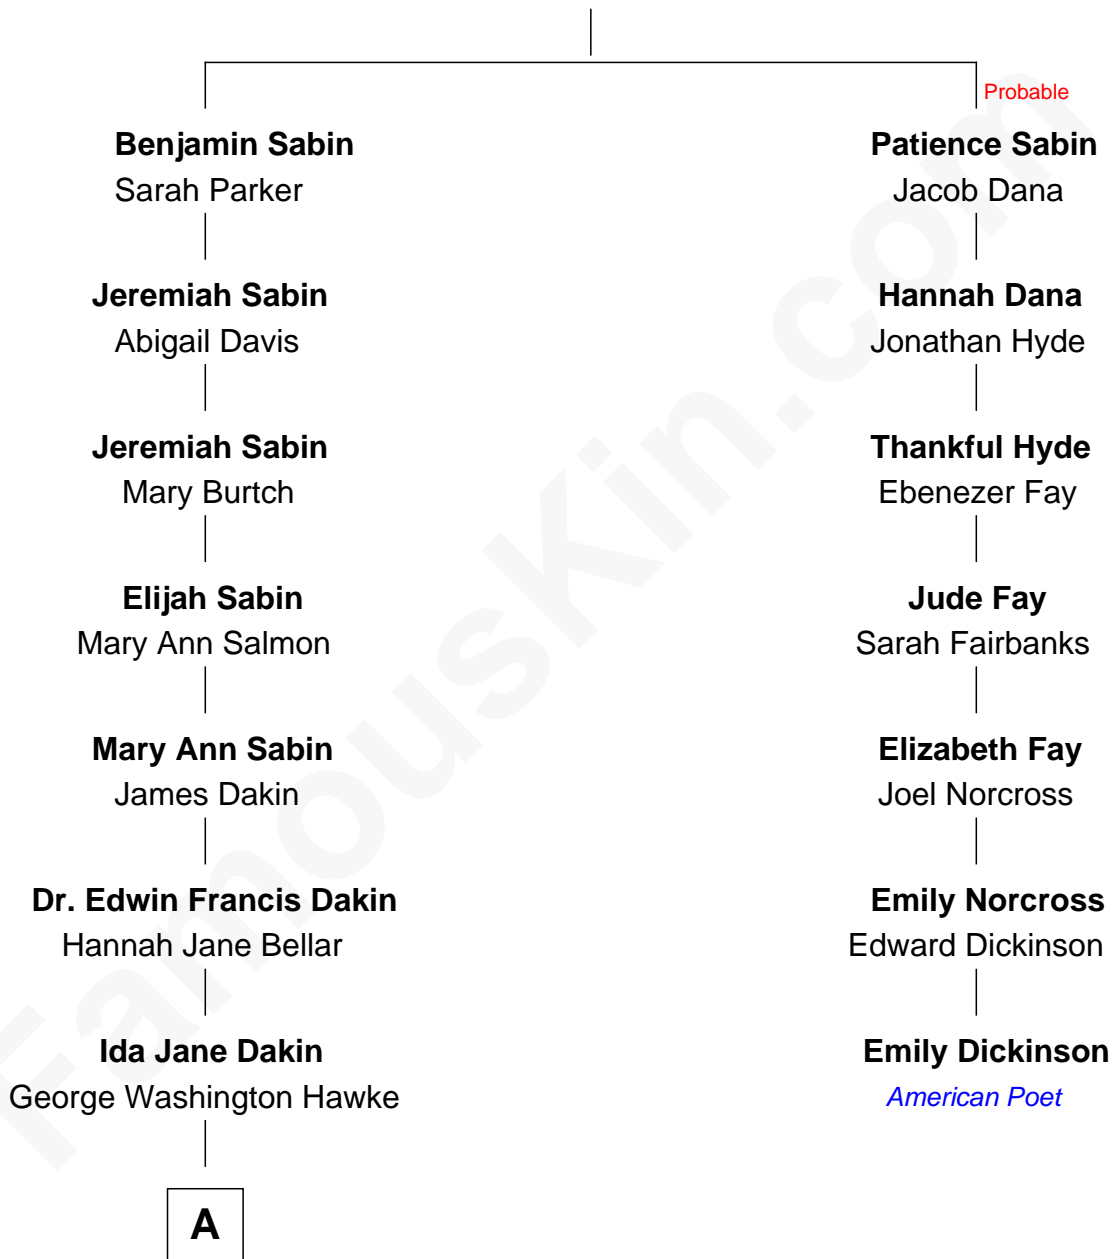 Probable
Benjamin Sabin
Sarah Parker
Patience Sabin
Jacob Dana
Jeremiah Sabin
Abigail Davis
Hannah Dana
Jonathan Hyde
Jeremiah Sabin
Mary Burtch
Thankful Hyde
Ebenezer Fay
Elijah Sabin
Mary Ann Salmon
Jude Fay
Sarah Fairbanks
Mary Ann Sabin
James Dakin
Elizabeth Fay
Joel Norcross
Dr. Edwin Francis Dakin
Hannah Jane Bellar
Emily Norcross
Edward Dickinson
Ida Jane Dakin
George Washington Hawke
Emily Dickinson
American Poet
A
FamousKin.com